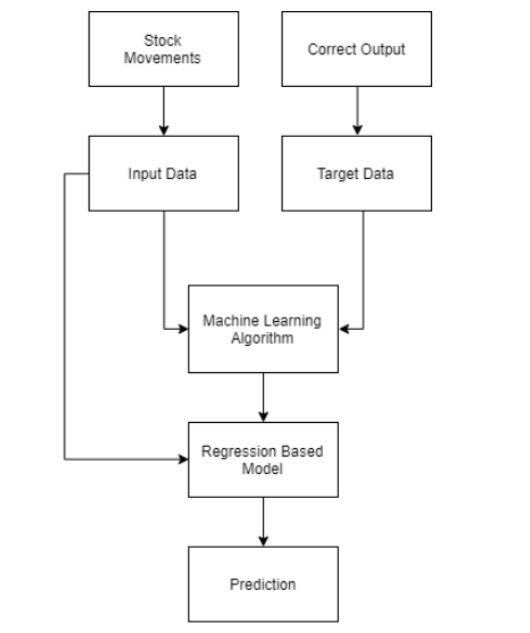 Stock
Movements
Correct Output
Input Data
Target Data
Machine Learning
Algorithm
Regression Based
Model
Prediction